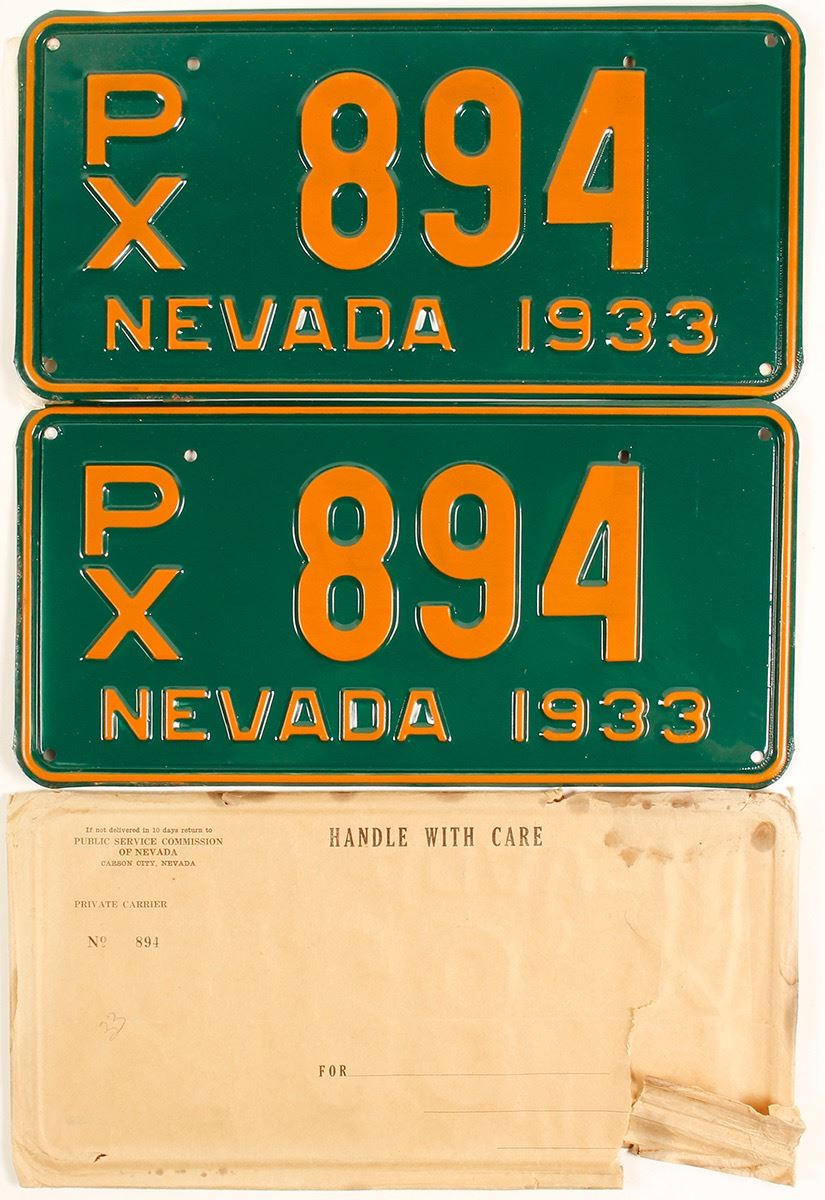 P
X 894
NEVADA 1933
P
X 894
NEVADA 1933
If not delivered in 10 days return to
PUBLIC SERVICE COMMISSION
OF NEVADA
CARSON CITY, NEVADA
HANDLE WITH CARE
PRIVATE CARRIER
Nº 894
33
FOR